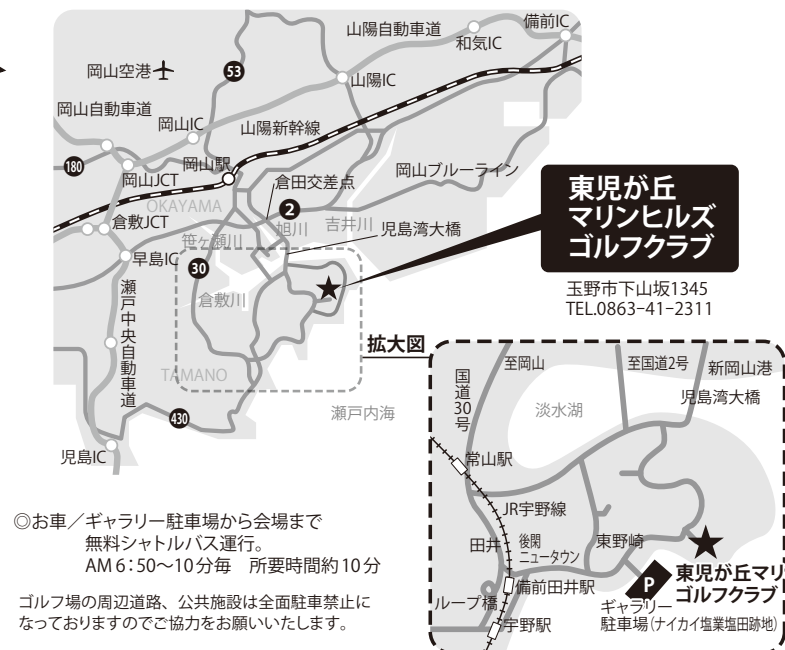 備前IC
山陽自動車道
和気IC
岡山空港
53
山陽IC
岡山自動車道
岡山IC
山陽新幹線
180
岡山駅
岡山JCT
倉田交差点
岡山ブルーライン
OKAYAMA
2
旭川
吉井川
倉敷JCT
笹ヶ瀬川
児島湾大橋
早島IC
30
倉敷川
瀬戸中央自動車道
TAMANO
拡大図
瀬戸内海
430
児島IC
東児が丘
マリンヒルズ
ゴルフクラブ
玉野市下山坂1345
TEL.0863-41-2311
至岡山
至国道2号
新岡山港
国道30号
児島湾大橋
淡水湖
常山駅
JR宇野線
田井
後閑
ニュータウン
東野崎
備前田井駅
P
東児が丘マリ
ゴルフクラブ
ループ橋
ギャラリー
駐車場(ナイカイ塩業塩田跡地)
宇野駅
◎お車／ギャラリー駐車場から会場まで
無料シャトルバス運行。
AM6:50〜10分毎 所要時間約10分
ゴルフ場の周辺道路、公共施設は全面駐車禁止に
なっておりますのでご協力をお願いいたします。